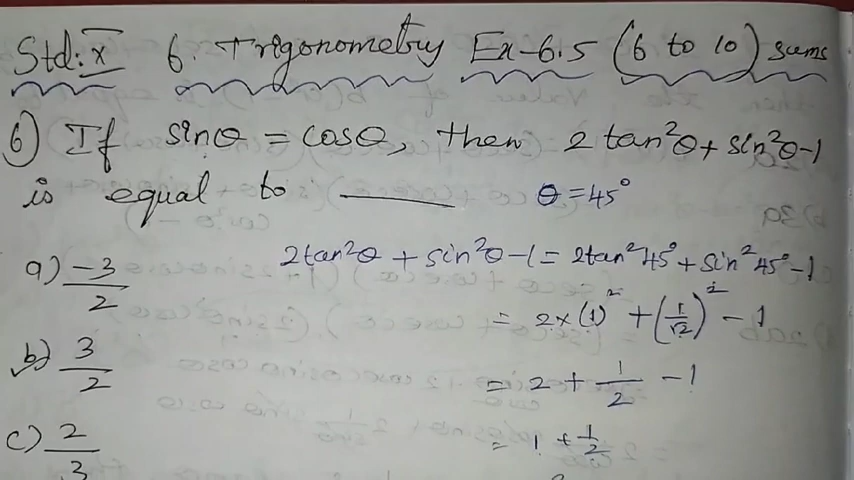 Std: X 6. Trigonometry Ex-6.5 (6 to 10) sums
6) If sinθ = cosθ, then 2 tan²θ + sin²θ-1
is equal to ______ θ = 45°
a) -3/2 2tan²θ + sin²θ-1 = 2tan²45° + sin²45° -1
= 2×(1)² + (1/√2)² - 1
b) 3/2 = 2 + 1/2 - 1
c) 2/3 = 1 + 1/2